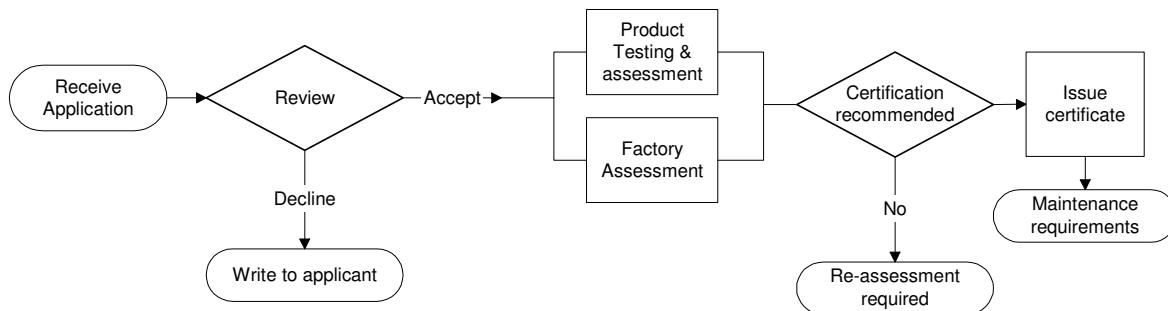 Receive
Application
Review
Accept
Decline
Write to applicant
Product
Testing &
assessment
Factory
Assessment
Certification
recommended
No
Re-assessment
required
Issue
certificate
Maintenance
requirements